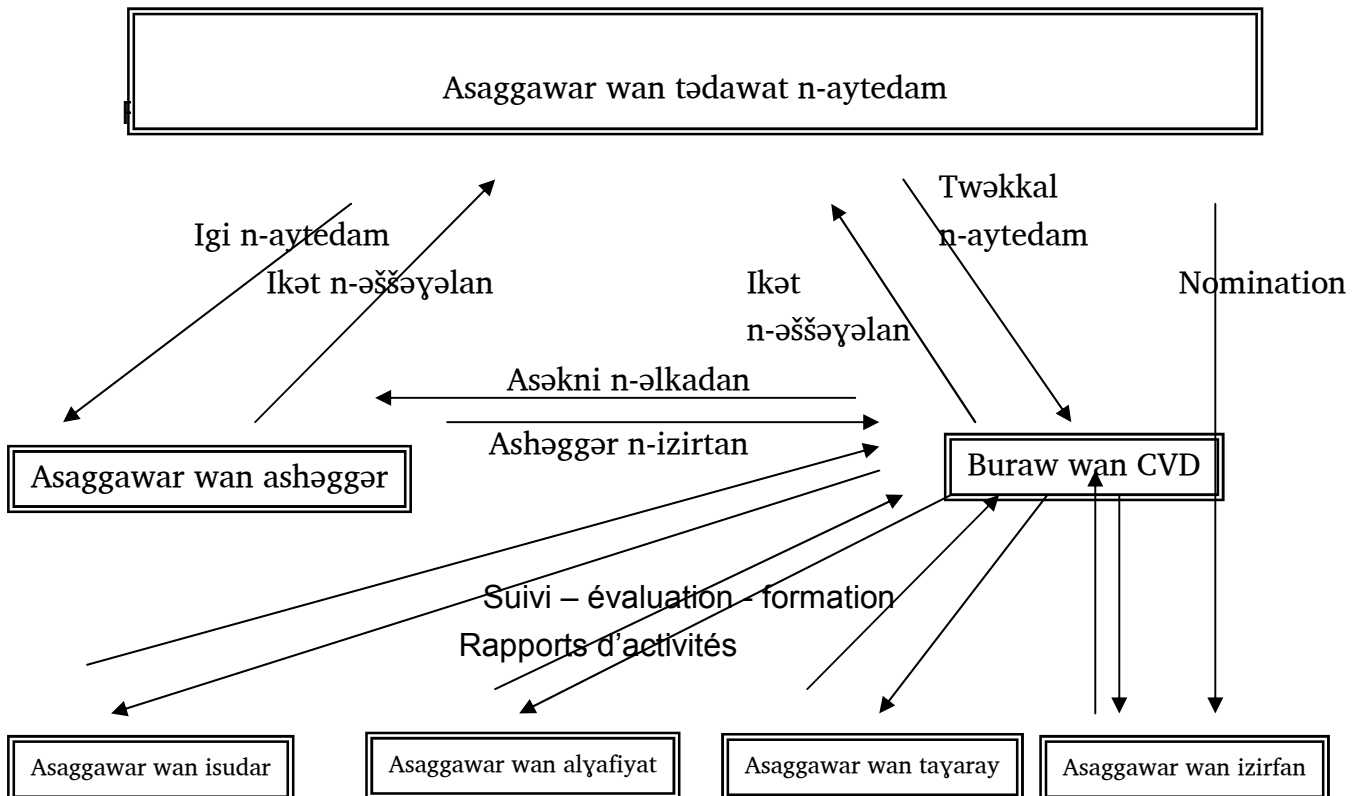 Asaggawar wan tədawat n-aytedam
Twəkkal
n-aytedam
Igi n-aytedam
Ikət n-əššəɣəlan
Ikət
n-əššəɣəlan
Nomination
Asəkni n-əlkadan
Ashəggər n-izirtan
Asaggawar wan ashəggər
Buraw wan CVD
Suivi – évaluation - formation
Rapports d’activités
Asaggawar wan isudar
Asaggawar wan alɣafiyat
Asaggawar wan taɣaray
Asaggawar wan izirfan